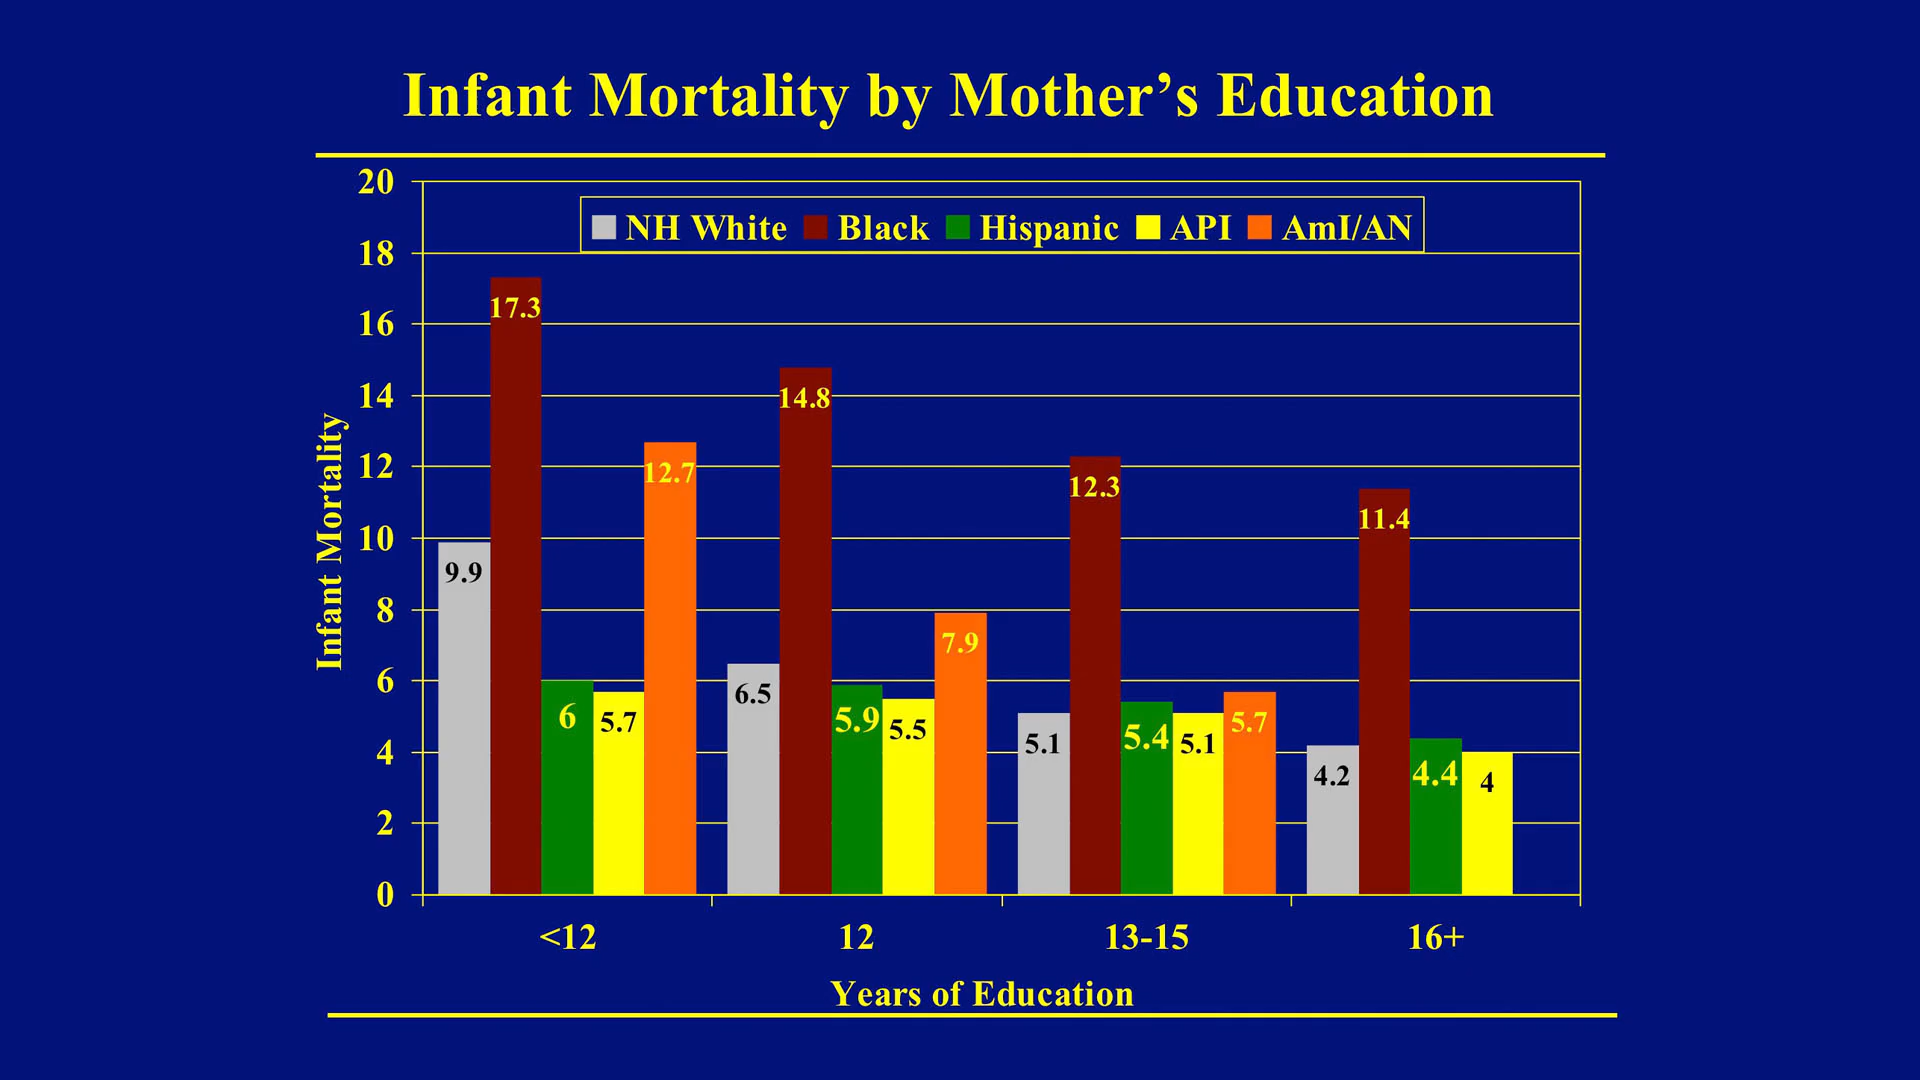 Infant Mortality by Mother’s Education
NH White Black Hispanic API AmI/AN
Infant Mortality
20
18
16
14
12
10
8
6
4
2
0
9.9 17.3 6 5.7 12.7
6.5 14.8 5.9 5.5 7.9
5.1 12.3 5.4 5.1 5.7
4.2 11.4 4.4 4
<12 12 13-15 16+
Years of Education